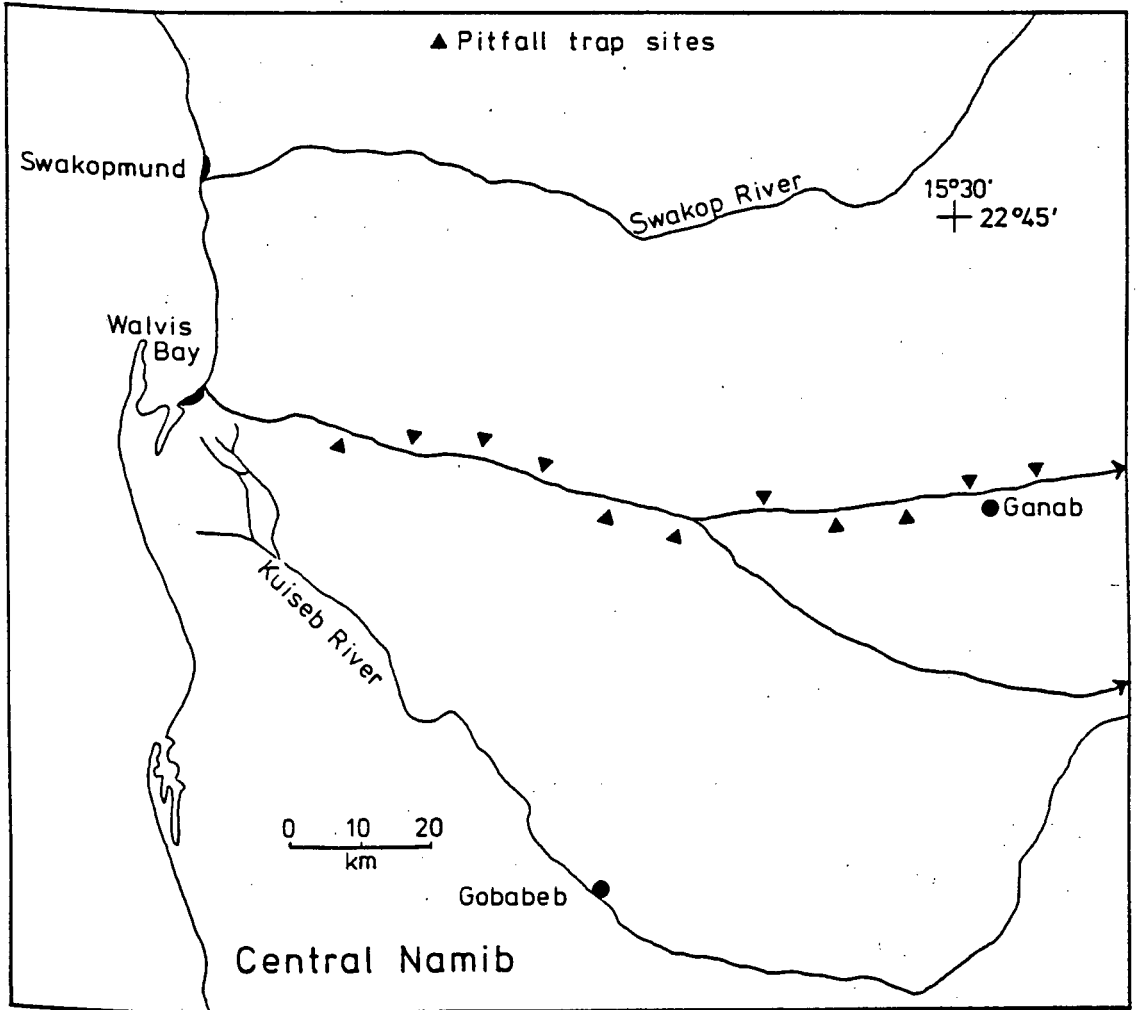 ▲ Pitfall trap sites
Swakopmund
Swakop River
15°30'
22°45'
Walvis
Bay
Ganab
Kuiseb River
0 10 20
km
Gobabeb
Central Namib